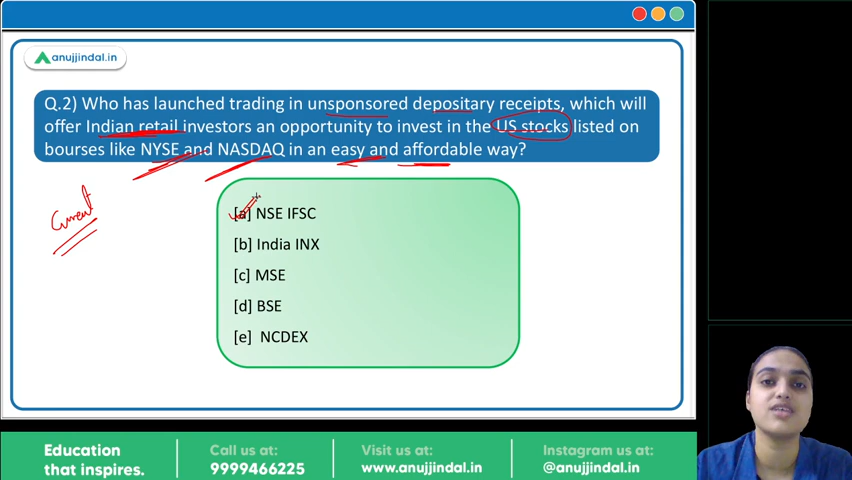 anujjindal.in
Q.2) Who has launched trading in unsponsored depositary receipts, which will
offer Indian retail investors an opportunity to invest in the US stocks listed on
bourses like NYSE and NASDAQ in an easy and affordable way?
Current
[a] NSE IFSC
[b] India INX
[c] MSE
[d] BSE
[e] NCDEX
Education
that inspires.
Call us at:
9999466225
Visit us at:
www.anujjindal.in
Instagram us at:
@anujjindal.in